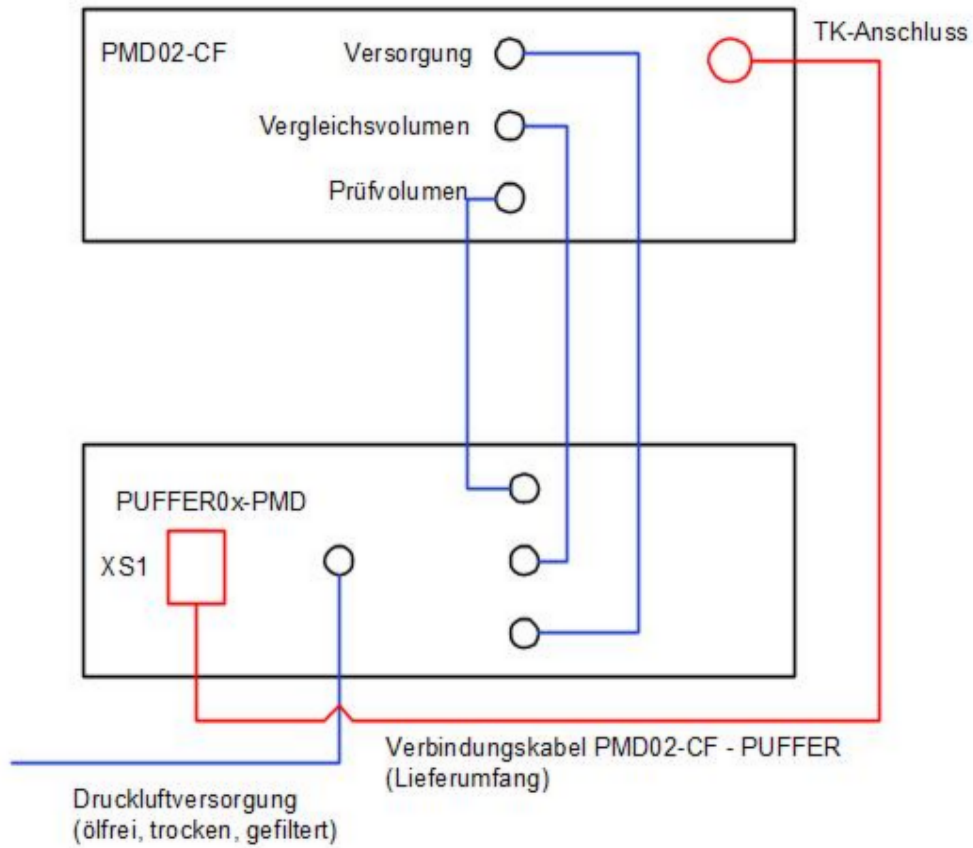 TK-Anschluss
PMD02-CF
Versorgung
Vergleichsvolumen
Prüfvolumen
PUFFER0x-PMD
XS1
Verbindungskabel PMD02-CF - PUFFER
(Lieferumfang)
Druckluftversorgung
(ölfrei, trocken, gefiltert)